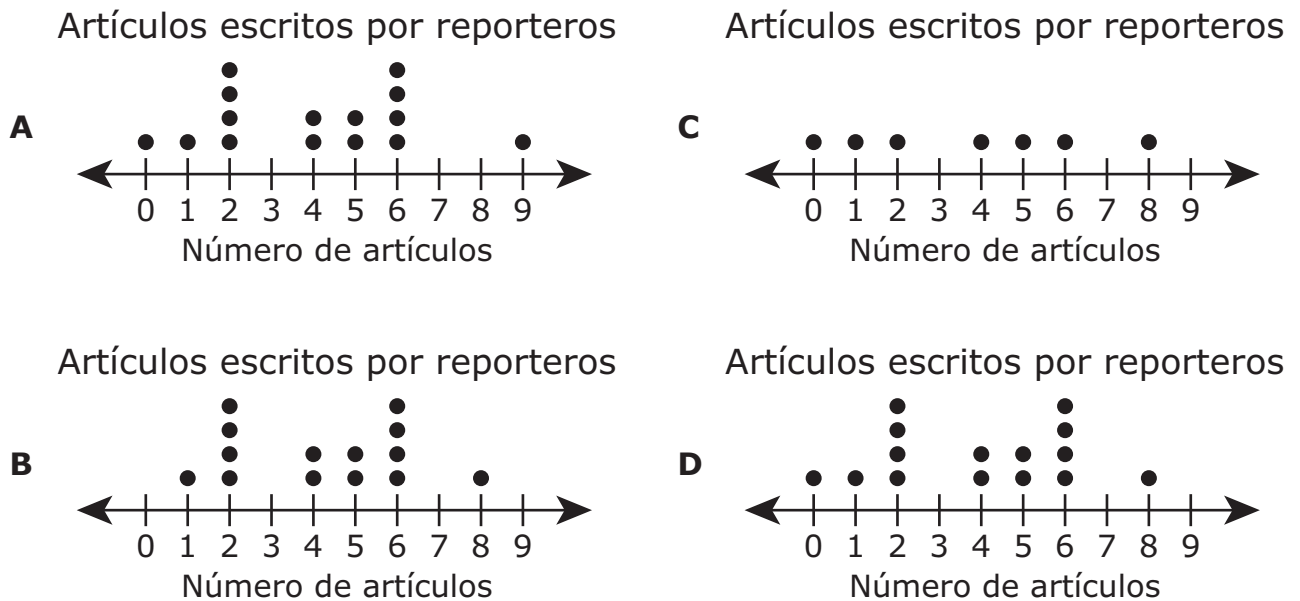 Artículos escritos por reporteros
A
0 1 2 3 4 5 6 7 8 9
Número de artículos
Artículos escritos por reporteros
C
0 1 2 3 4 5 6 7 8 9
Número de artículos
Artículos escritos por reporteros
B
0 1 2 3 4 5 6 7 8 9
Número de artículos
Artículos escritos por reporteros
D
0 1 2 3 4 5 6 7 8 9
Número de artículos